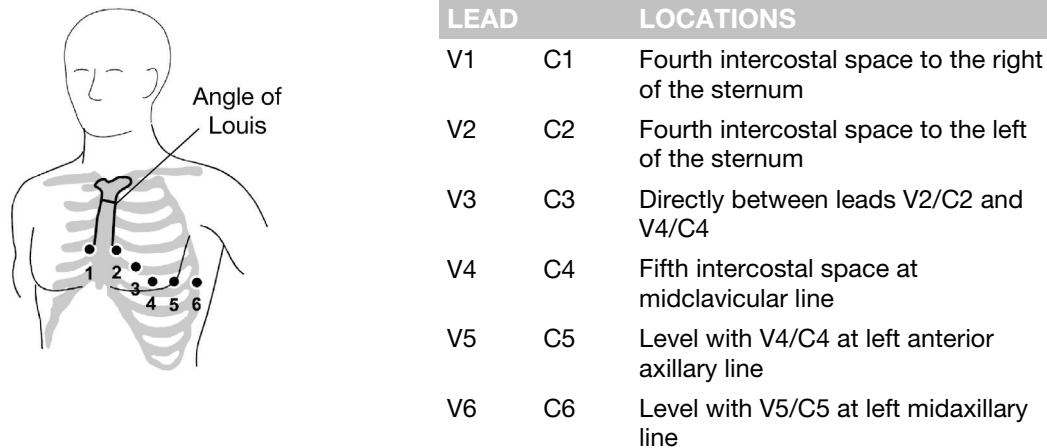 Angle of
Louis
1 2
3
4 5 6
LEAD LOCATIONS
V1 C1 Fourth intercostal space to the right
of the sternum
V2 C2 Fourth intercostal space to the left
of the sternum
V3 C3 Directly between leads V2/C2 and
V4/C4
V4 C4 Fifth intercostal space at
midclavicular line
V5 C5 Level with V4/C4 at left anterior
axillary line
V6 C6 Level with V5/C5 at left midaxillary
line